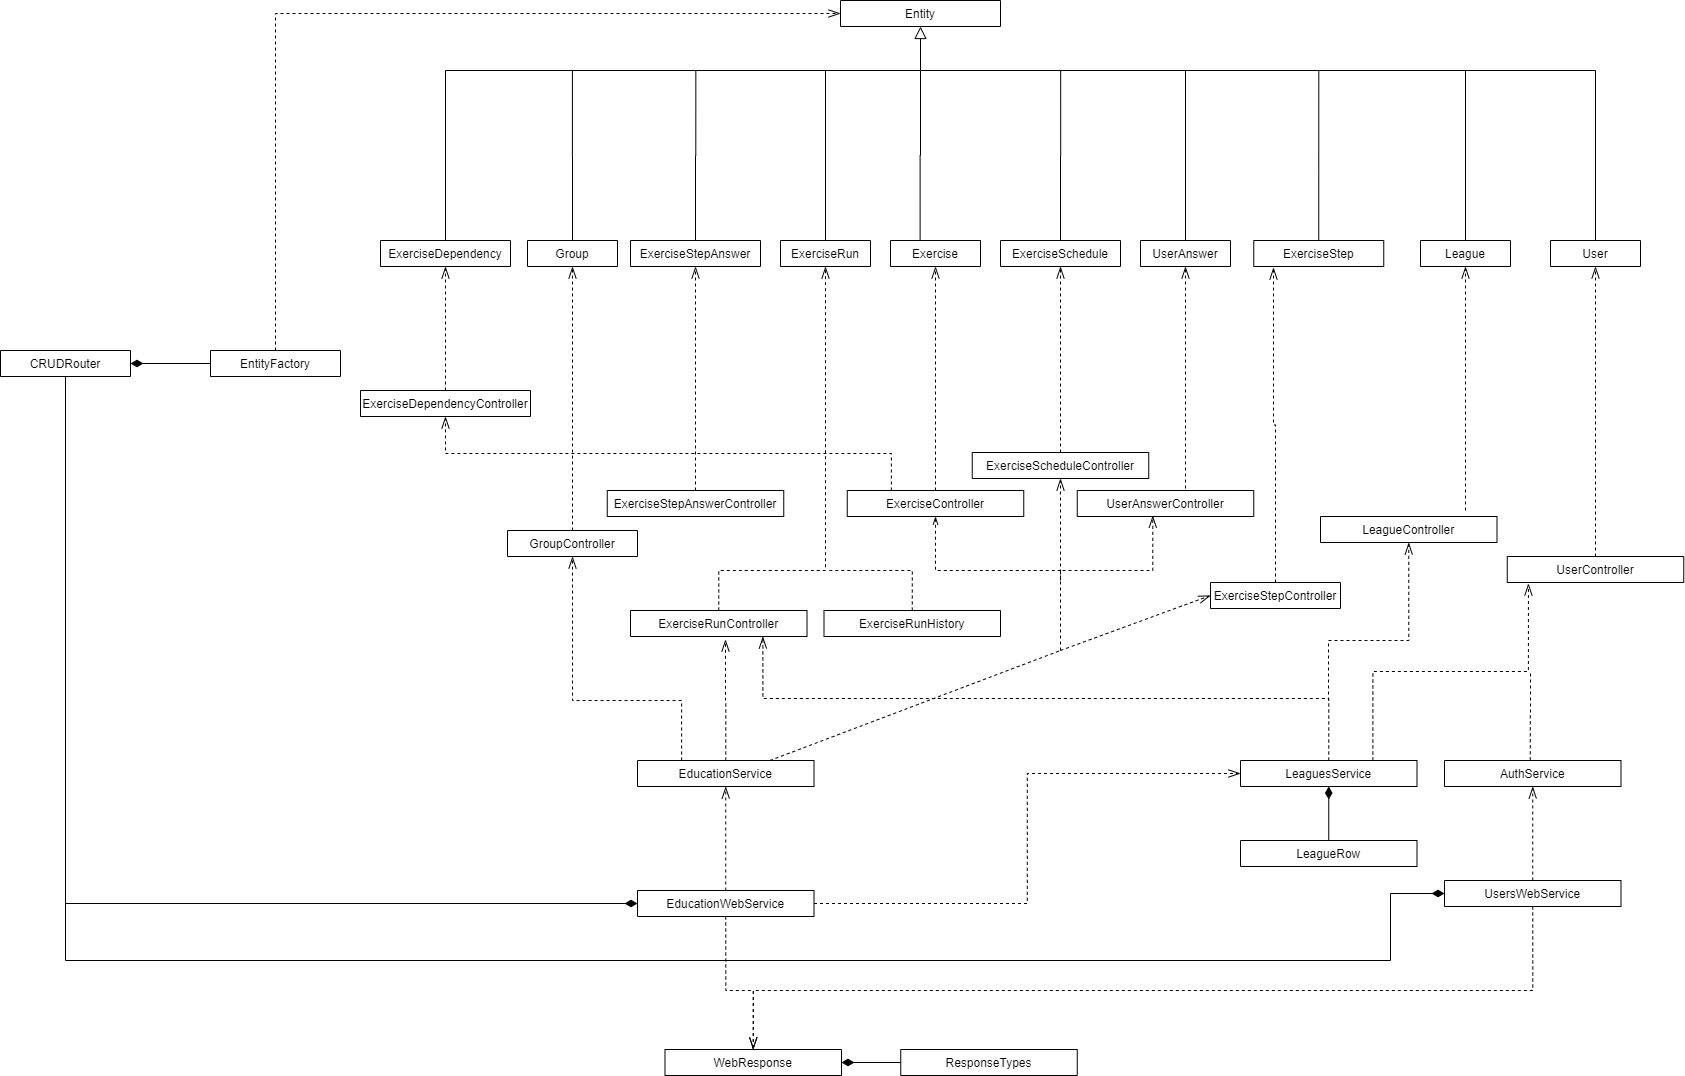 Entity
ExerciseDependency
Group
ExerciseStepAnswer
ExerciseRun
Exercise
ExerciseSchedule
UserAnswer
ExerciseStep
League
User
CRUDRouter
EntityFactory
ExerciseDependencyController
ExerciseScheduleController
ExerciseStepAnswerController
ExerciseController
UserAnswerController
LeagueController
GroupController
UserController
ExerciseStepController
ExerciseRunController
ExerciseRunHistory
EducationService
LeaguesService
AuthService
LeagueRow
EducationWebService
UsersWebService
WebResponse
ResponseTypes